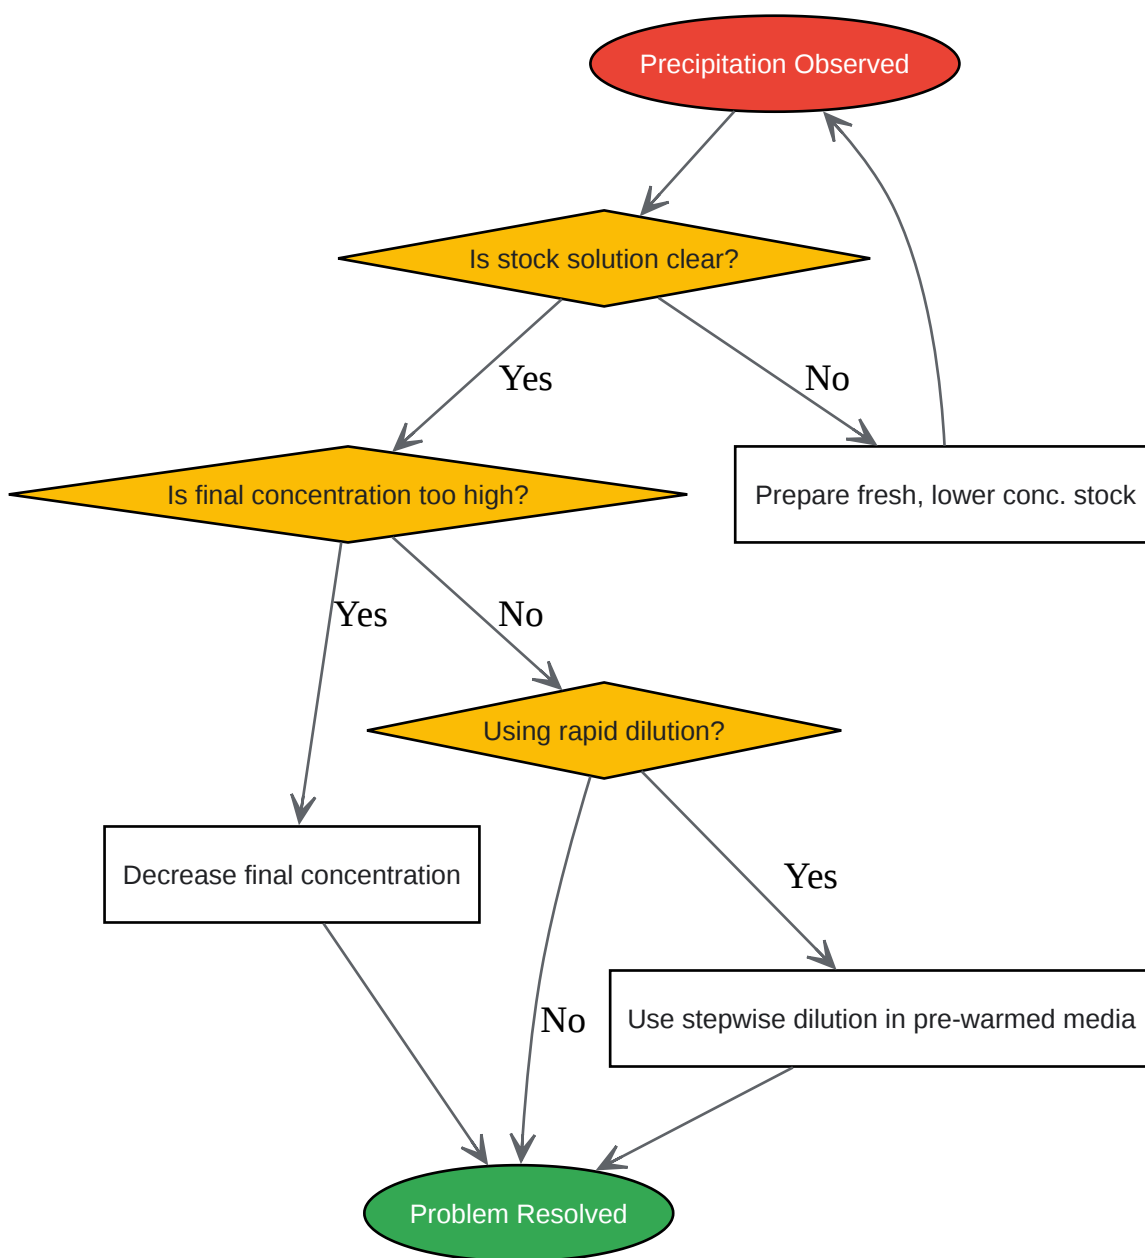 Precipitation Observed
Is stock solution clear?
Yes
No
Is final concentration too high?
Prepare fresh, lower conc. stock
Yes
No
Using rapid dilution?
Decrease final concentration
Yes
No
Use stepwise dilution in pre-warmed media
Problem Resolved